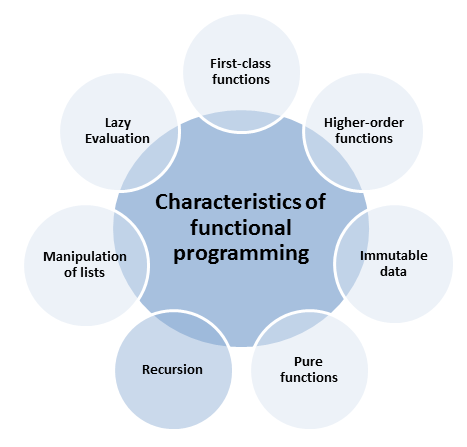 First-class
functions
Higher-order
functions
Immutable
data
Pure
functions
Recursion
Manipulation
of lists
Lazy
Evaluation
Characteristics of
functional
programming